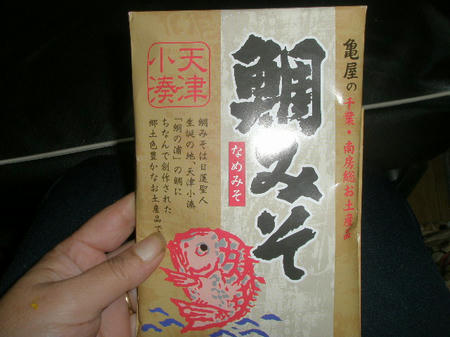 亀屋の千葉・南房総お土産品
鯛みそ
なめみそ
天津
小湊
鯛みそは日蓮聖人
生誕の地、天津小湊
「鯛の浦」の鯛に
ちなんで創作された
郷土色豊かなお土産品で